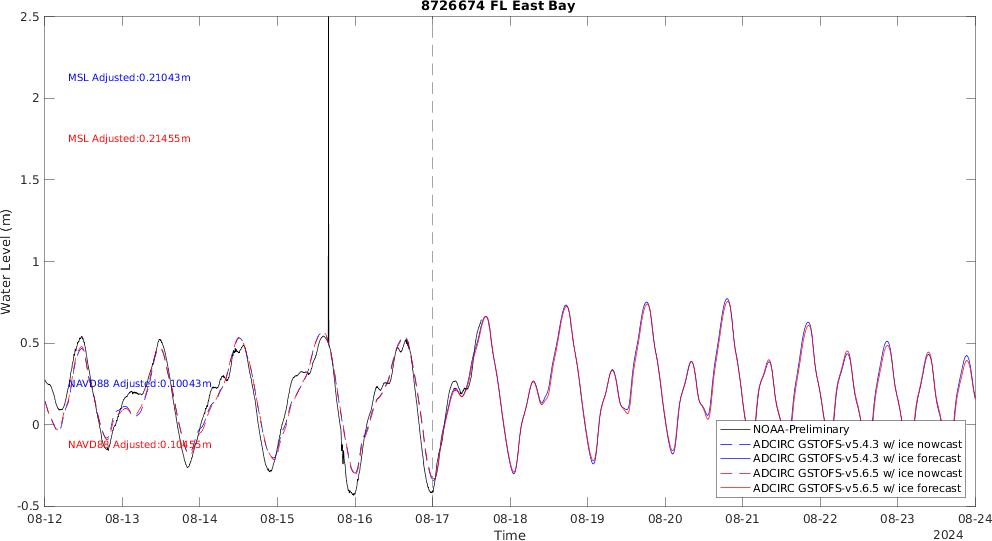 8726674 FL East Bay
2.5
MSL Adjusted:0.21043m
2
MSL Adjusted:0.21455m
1.5
1
Water Level (m)
0.5
NAVD88 Adjusted:0.10043m
0
NAVD88 Adjusted:0.10455m
-0.5
NOAA-Preliminary
ADCIRC GSTOFS-v5.4.3 w/ ice nowcast
ADCIRC GSTOFS-v5.4.3 w/ ice forecast
ADCIRC GSTOFS-v5.6.5 w/ ice nowcast
ADCIRC GSTOFS-v5.6.5 w/ ice forecast
08-12 08-13 08-14 08-15 08-16 08-17 08-18 08-19 08-20 08-21 08-22 08-23 08-24
Time
2024